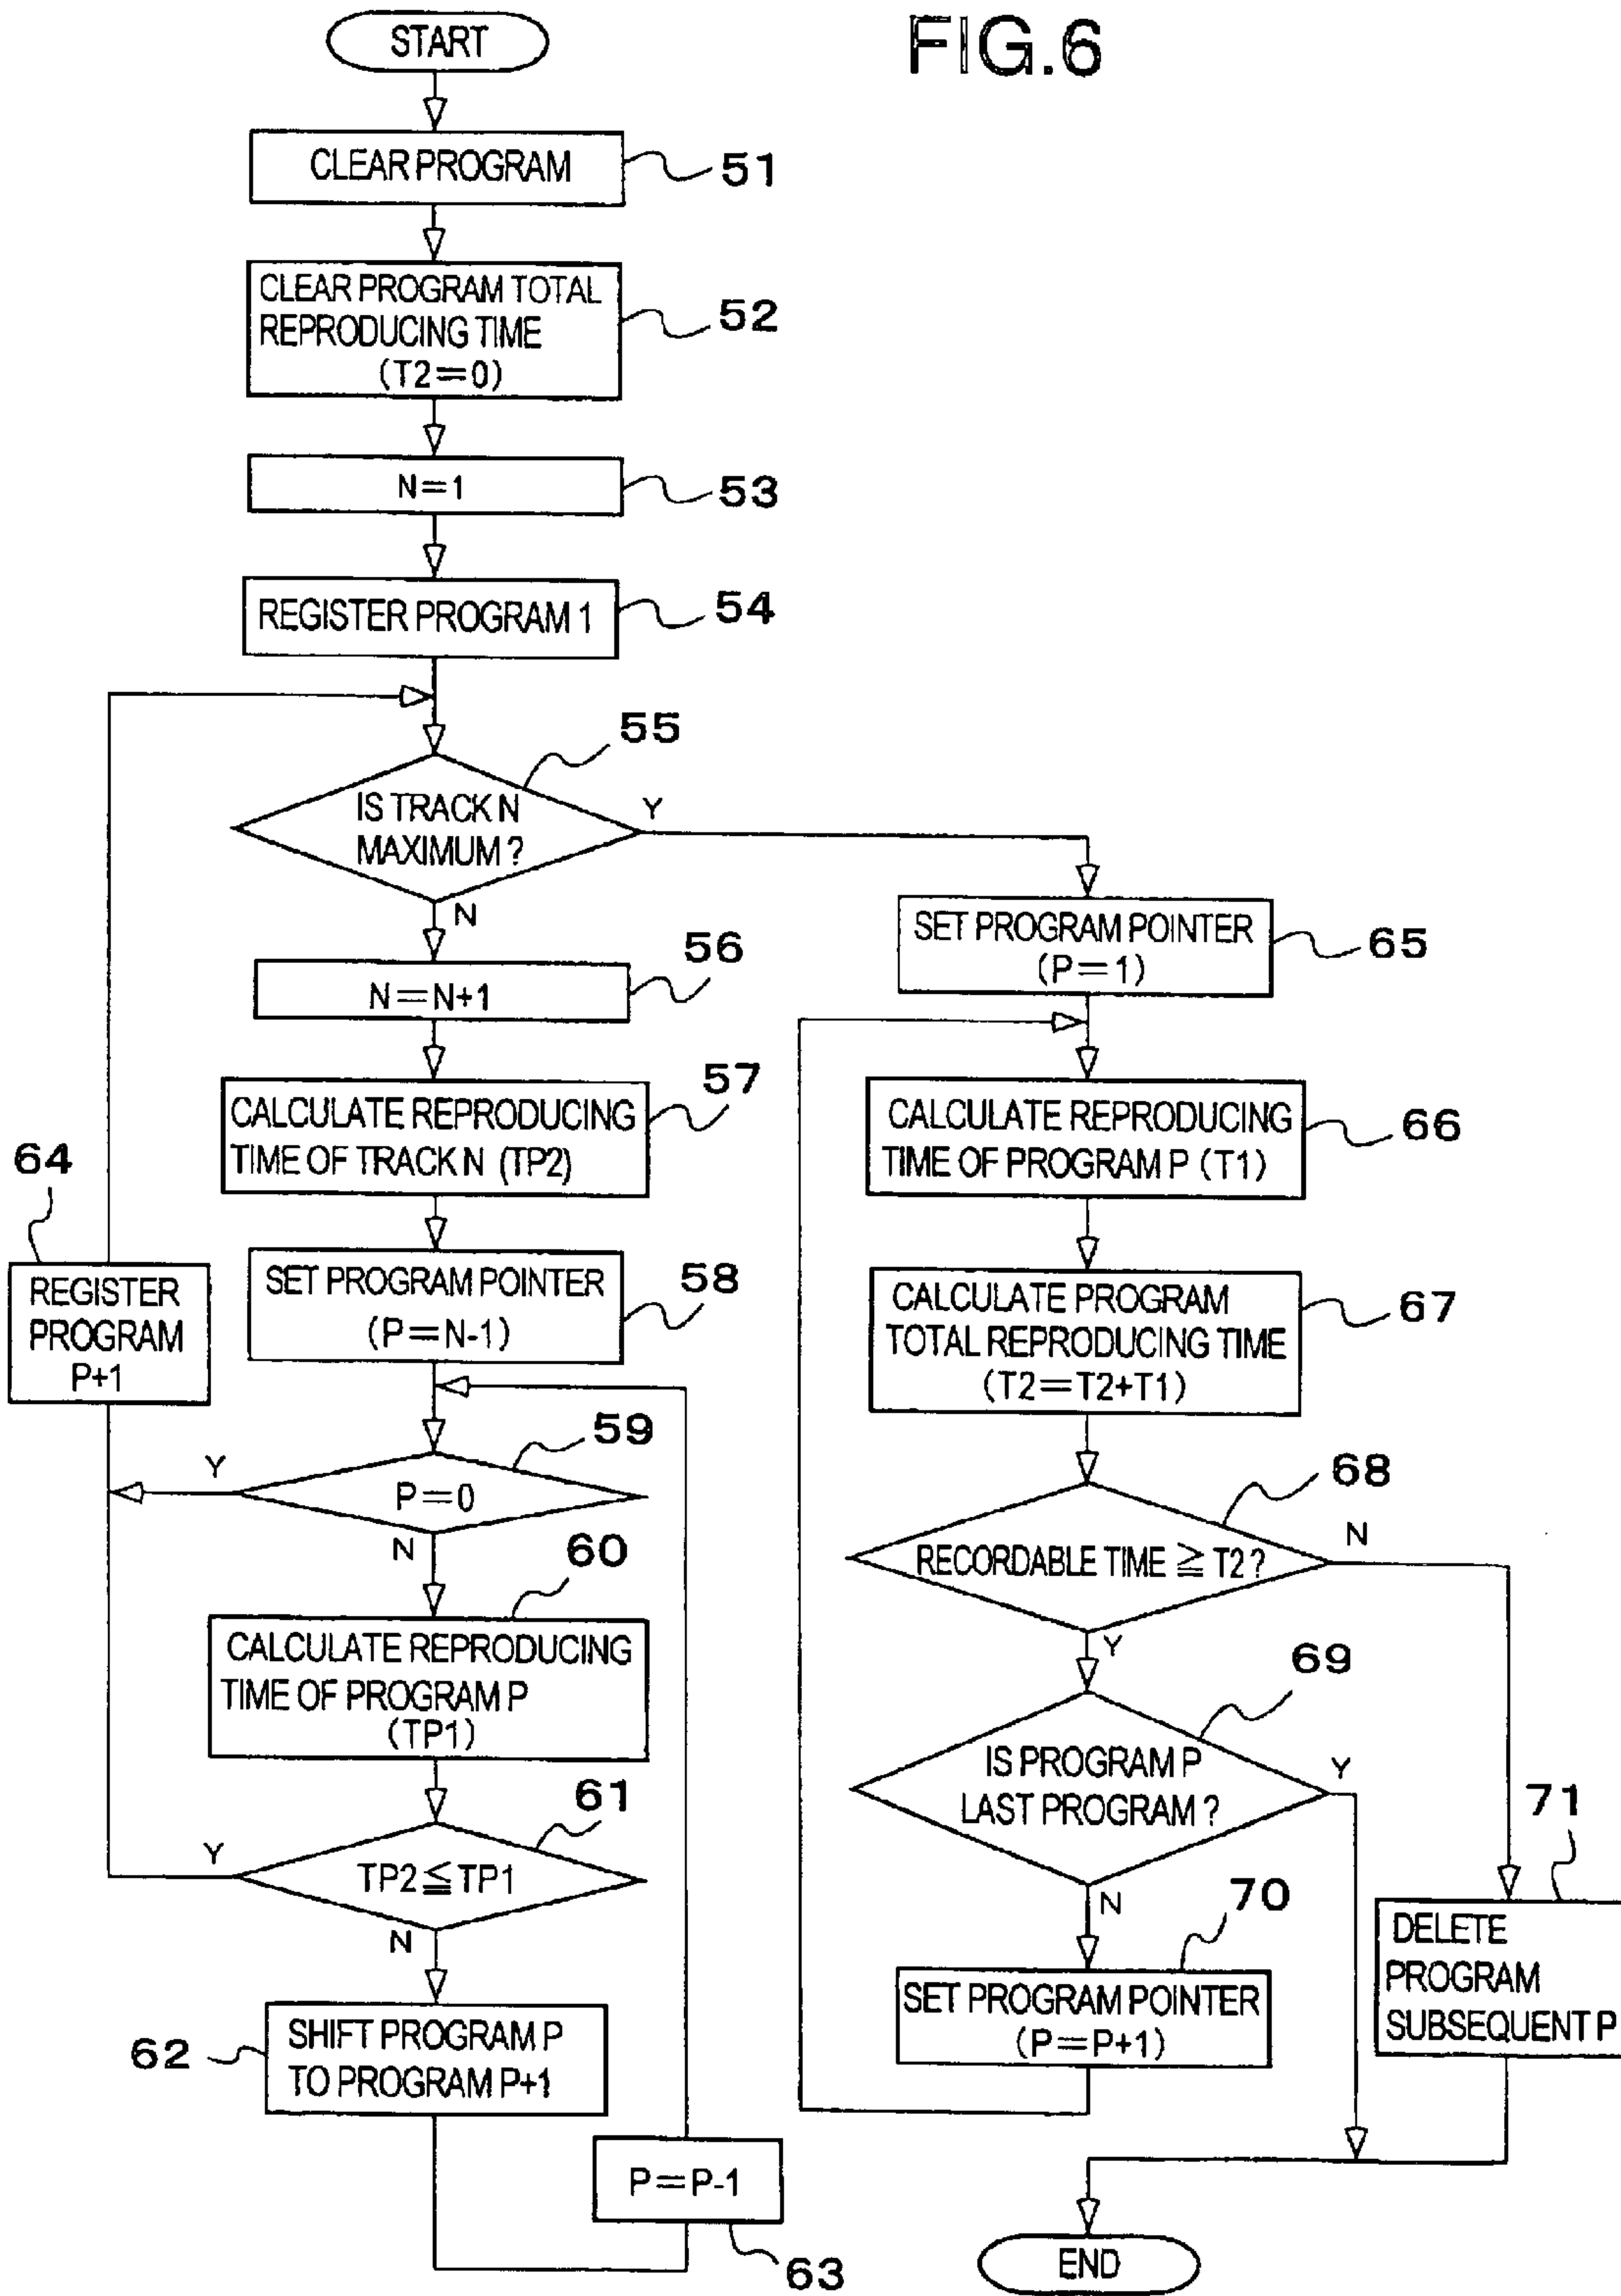 FIG.6
START
CLEAR PROGRAM
51
CLEAR PROGRAM TOTAL
REPRODUCING TIME
(T2=0)
52
N=1
53
REGISTER PROGRAM 1
54
55
IS TRACK N
MAXIMUM?
Y
N
56
N=N+1
57
CALCULATE REPRODUCING
TIME OF TRACK N (TP2)
SET PROGRAM POINTER
(P=N-1)
58
59
P=0
Y
N
60
CALCULATE REPRODUCING
TIME OF PROGRAM P
(TP1)
61
TP2≦TP1
Y
N
SHIFT PROGRAM P
TO PROGRAM P+1
62
P=P-1
63
64
REGISTER
PROGRAM
P+1
SET PROGRAM POINTER
(P=1)
65
CALCULATE REPRODUCING
TIME OF PROGRAM P (T1)
66
CALCULATE PROGRAM
TOTAL REPRODUCING TIME
(T2=T2+T1)
67
68
RECORDABLE TIME ≧ T2?
N
Y
69
IS PROGRAM P
LAST PROGRAM?
Y
N
70
SET PROGRAM POINTER
(P=P+1)
71
DELETE
PROGRAM
SUBSEQUENT P
END